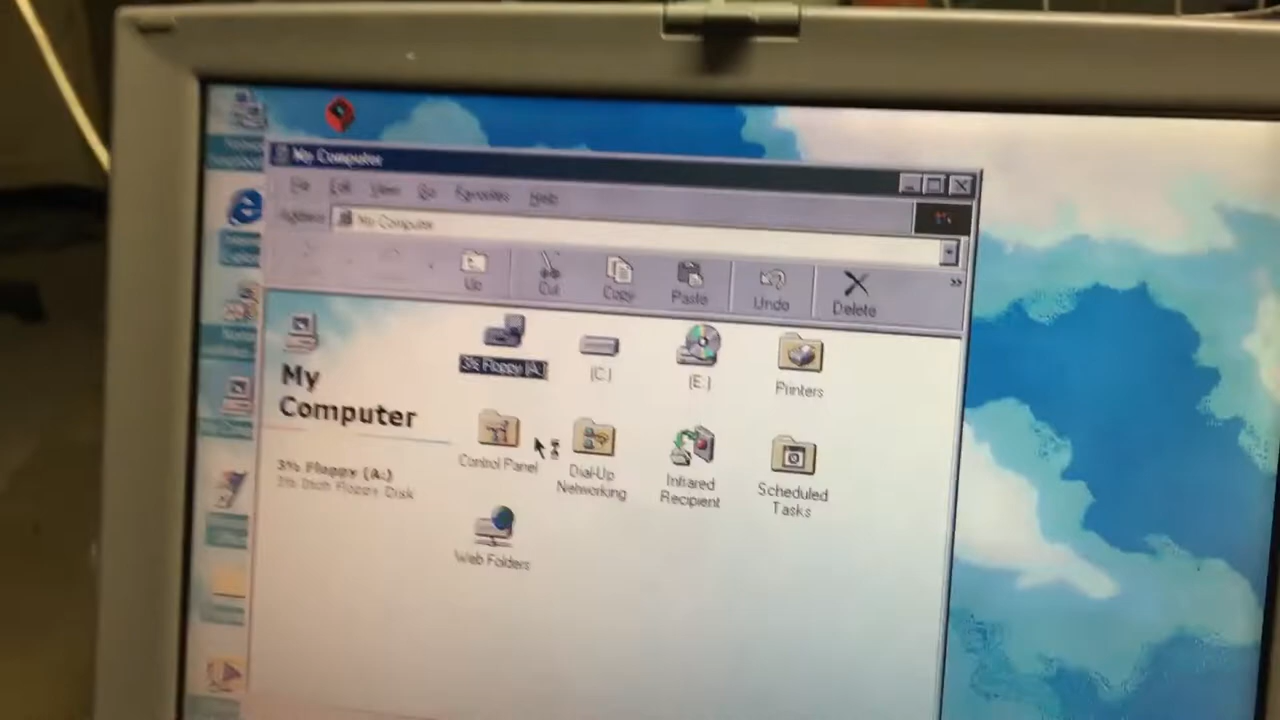 My Computer
File Edit View Go Favorites Help
Address My Computer
Up Cut Copy Paste Undo Delete »
My
Computer
3½ Floppy (A:)
3½ Inch Floppy Disk
3½ Floppy (A:) (C:) (E:) Printers
Control Panel Dial-Up
Networking Infrared
Recipient Scheduled
Tasks
Web Folders